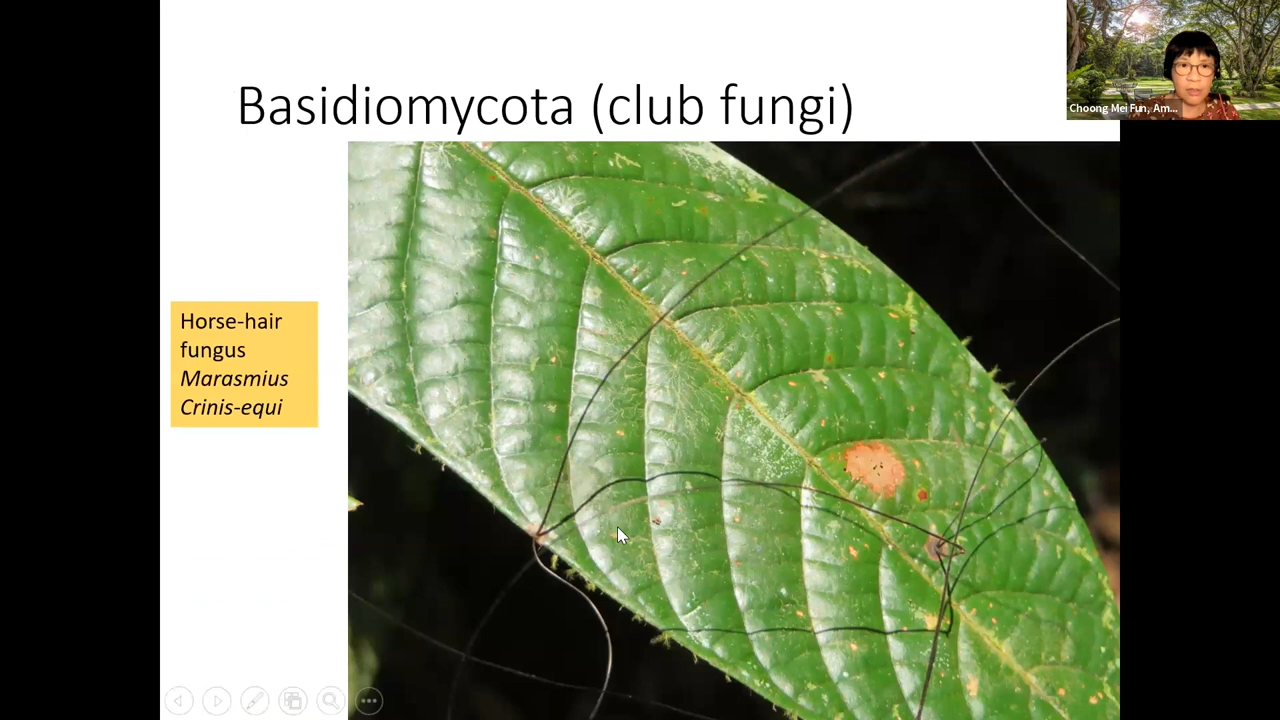 Basidiomycota (club fungi)
Choong Mei Fun, Am...
Horse-hair
fungus
Marasmius
Crinis-equi